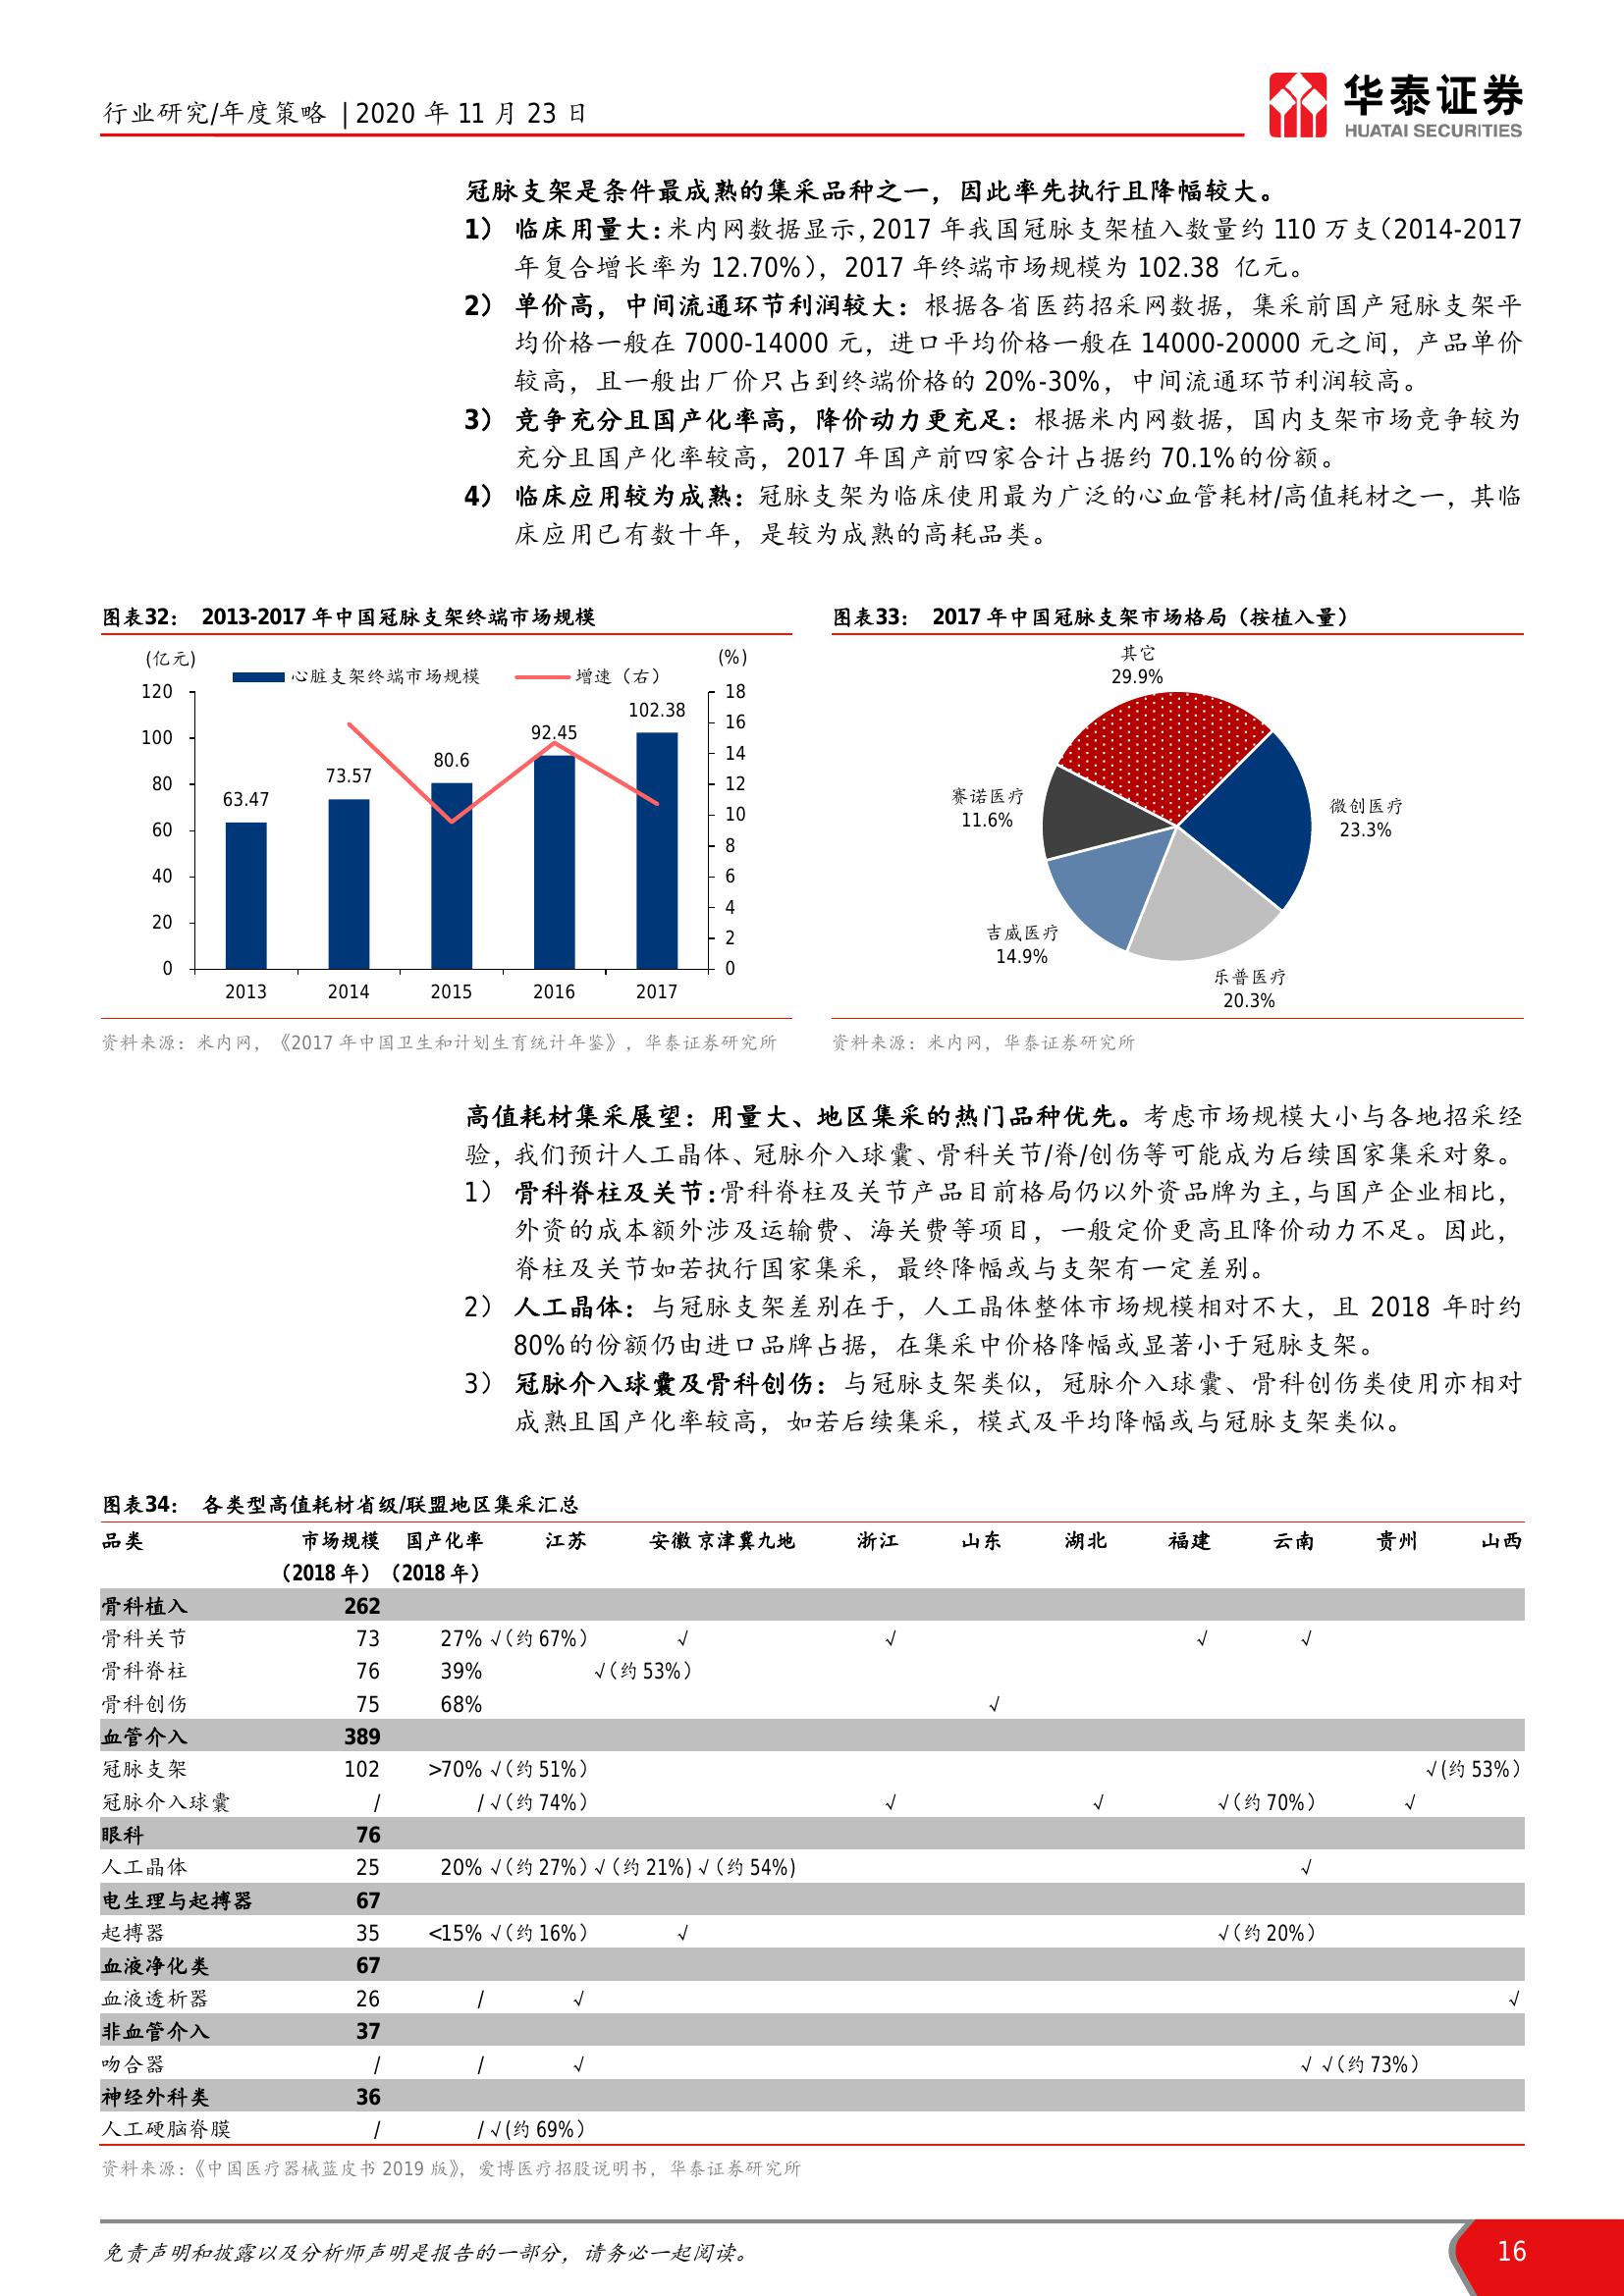 行业研究/年度策略 | 2020 年 11 月 23 日
华泰证券
HUATAI SECURITIES
冠脉支架是条件最成熟的集采品种之一，因此率先执行且降幅较大。
1） 临床用量大：米内网数据显示，2017 年我国冠脉支架植入数量约 110 万支（2014-2017
年复合增长率为 12.70%），2017 年终端市场规模为 102.38 亿元。
2） 单价高，中间流通环节利润较大：根据各省医药招采网数据，集采前国产冠脉支架平
均价格一般在 7000-14000 元，进口平均价格一般在 14000-20000 元之间，产品单价
较高，且一般出厂价只占到终端价格的 20%-30%，中间流通环节利润较高。
3） 竞争充分且国产化率高，降价动力更充足：根据米内网数据，国内支架市场竞争较为
充分且国产化率较高，2017 年国产前四家合计占据约 70.1%的份额。
4） 临床应用较为成熟：冠脉支架为临床使用最为广泛的心血管耗材/高值耗材之一，其临
床应用已有数十年，是较为成熟的高耗品类。
图表32： 2013-2017 年中国冠脉支架终端市场规模
(亿元)
(%)
心脏支架终端市场规模 增速（右）
120
100
80
60
40
20
0
63.47
73.57
80.6
92.45
102.38
18
16
14
12
10
8
6
4
2
0
2013 2014 2015 2016 2017
资料来源：米内网，《2017 年中国卫生和计划生育统计年鉴》，华泰证券研究所
图表33： 2017 年中国冠脉支架市场格局（按植入量）
其它
29.9%
微创医疗
23.3%
赛诺医疗
11.6%
吉威医疗
14.9%
乐普医疗
20.3%
资料来源：米内网，华泰证券研究所
高值耗材集采展望：用量大、地区集采的热门品种优先。考虑市场规模大小与各地招采经
验，我们预计人工晶体、冠脉介入球囊、骨科关节/脊/创伤等可能成为后续国家集采对象。
1） 骨科脊柱及关节：骨科脊柱及关节产品目前格局仍以外资品牌为主，与国产企业相比，
外资的成本额外涉及运输费、海关费等项目，一般定价更高且降价动力不足。因此，
脊柱及关节如若执行国家集采，最终降幅或与支架有一定差别。
2） 人工晶体：与冠脉支架差别在于，人工晶体整体市场规模相对不大，且 2018 年时约
80%的份额仍由进口品牌占据，在集采中价格降幅或显著小于冠脉支架。
3） 冠脉介入球囊及骨科创伤：与冠脉支架类似，冠脉介入球囊、骨科创伤类使用亦相对
成熟且国产化率较高，如若后续集采，模式及平均降幅或与冠脉支架类似。
图表34： 各类型高值耗材省级/联盟地区集采汇总
品类 市场规模 国产化率 江苏 安徽 京津冀九地 浙江 山东 湖北 福建 云南 贵州 山西
（2018 年） （2018 年）
骨科植入 262
骨科关节 73 27% √（约 67%） √ √ √ √
骨科脊柱 76 39% √（约 53%）
骨科创伤 75 68% √
血管介入 389
冠脉支架 102 >70% √（约 51%） √（约 53%）
冠脉介入球囊 / / √（约 74%） √ √ √（约 70%） √
眼科 76
人工晶体 25 20% √（约 27%） √（约 21%） √（约 54%） √
电生理与起搏器 67
起搏器 35 <15% √（约 16%） √ √（约 20%）
血液净化类 67
血液透析器 26 / √ √
非血管介入 37
吻合器 / / √ √ √（约 73%）
神经外科类 36
人工硬脑脊膜 / / √（约 69%）
资料来源：《中国医疗器械蓝皮书 2019 版》，爱博医疗招股说明书，华泰证券研究所
免责声明和披露以及分析师声明是报告的一部分，请务必一起阅读。
16